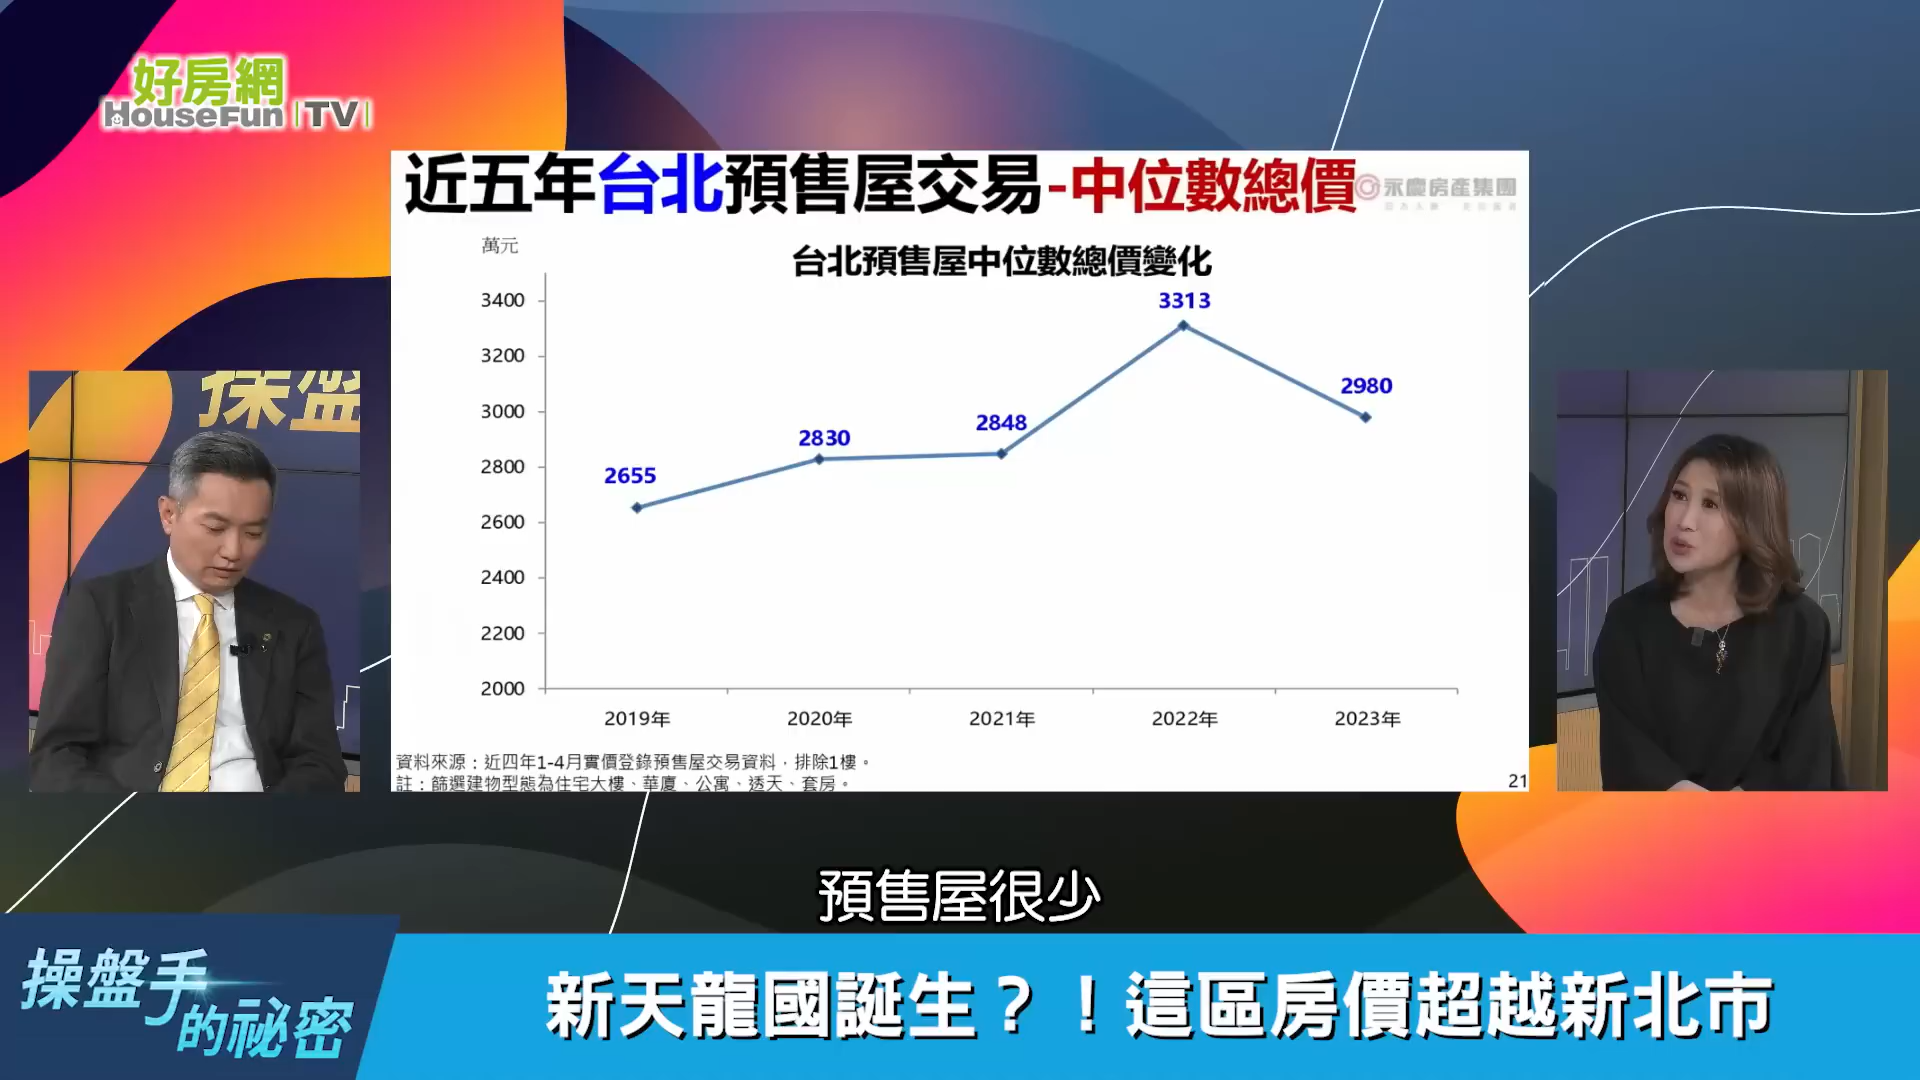 好房網
HouseFun TV
近五年台北預售屋交易-中位數總價
永慶房產集團
萬元
台北預售屋中位數總價變化
3400
3200
3000
2800
2600
2400
2200
2000
2655
2830
2848
3313
2980
2019年
2020年
2021年
2022年
2023年
資料來源：近四年1-4月實價登錄預售屋交易資料，排除1樓。
註：篩選建物型態為住宅大樓、華廈、公寓、透天、套房。
21
操盤
預售屋很少
操盤手的祕密
新天龍國誕生？！這區房價超越新北市